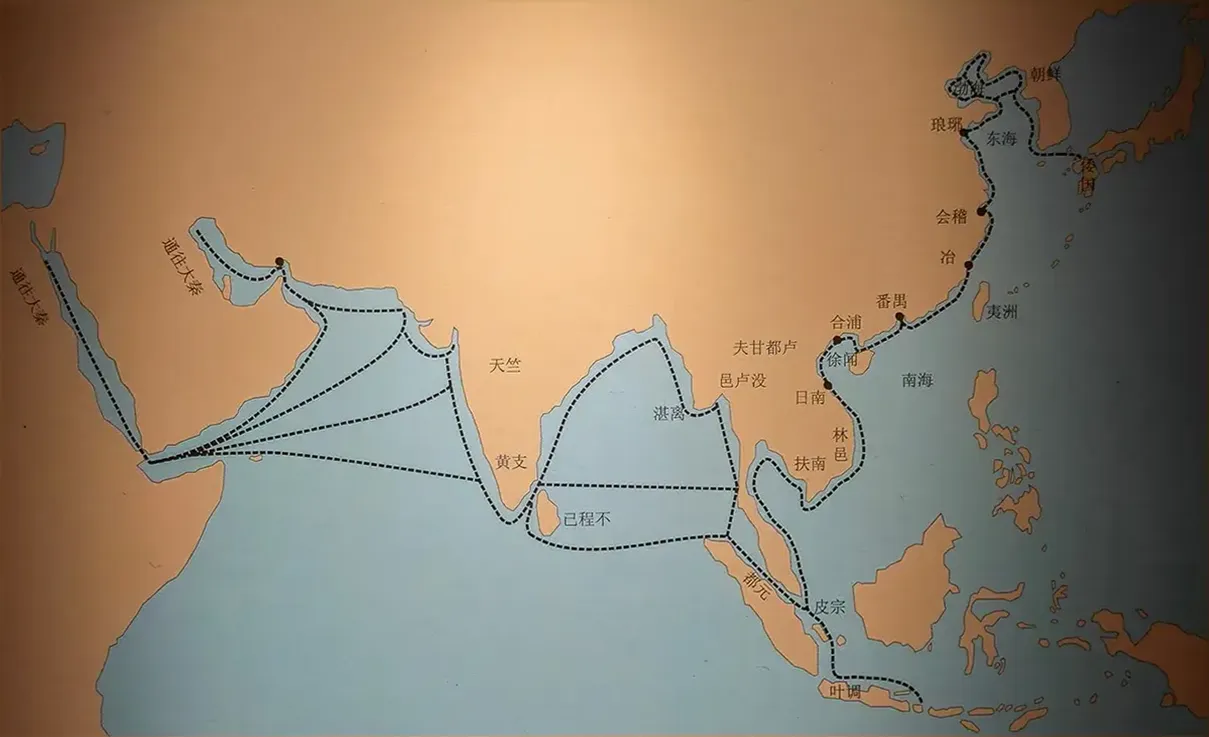 朝鲜
渤海
琅琊
东海
倭国
会稽
冶
番禺
夷洲
合浦
徐闻
南海
夫甘都卢
邑卢没
日南
湛离
林邑
扶南
天竺
黄支
已程不
都元
皮宗
叶调
通往大秦
通往大秦